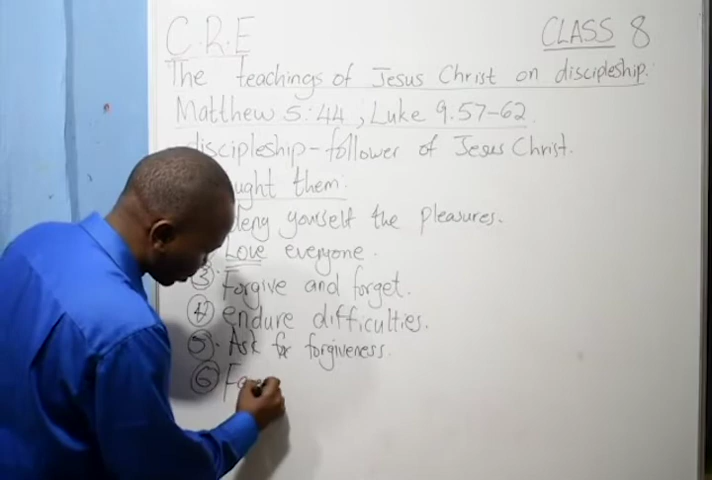 C.R.E CLASS 8
The teachings of Jesus Christ on discipleship.
Matthew 5:44, Luke 9.57-62.
discipleship - follower of Jesus Christ.
ught them:
deny yourself the pleasures.
Love everyone.
③. Forgive and forget.
④ endure difficulties.
⑤. Ask for forgiveness.
⑥ Fo